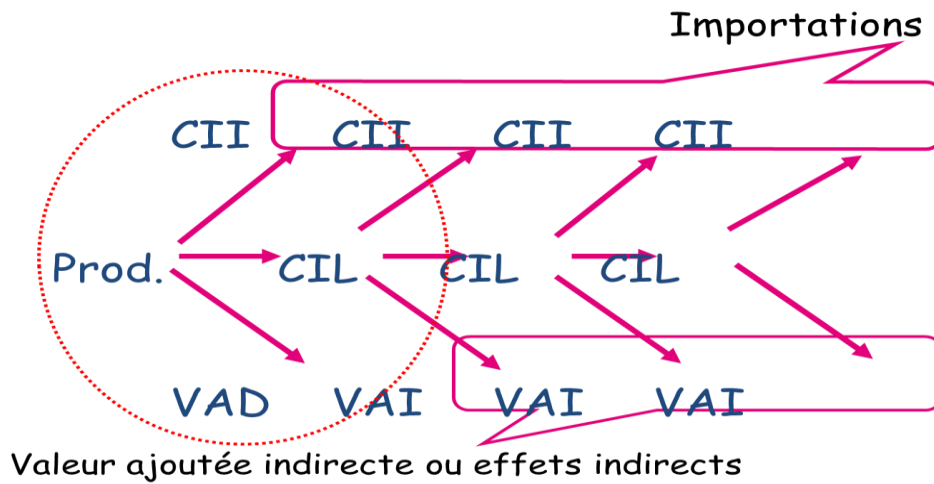 Importations
CII CII CII CII
Prod. CIL CIL CIL
VAD VAI VAI VAI
Valeur ajoutée indirecte ou effets indirects